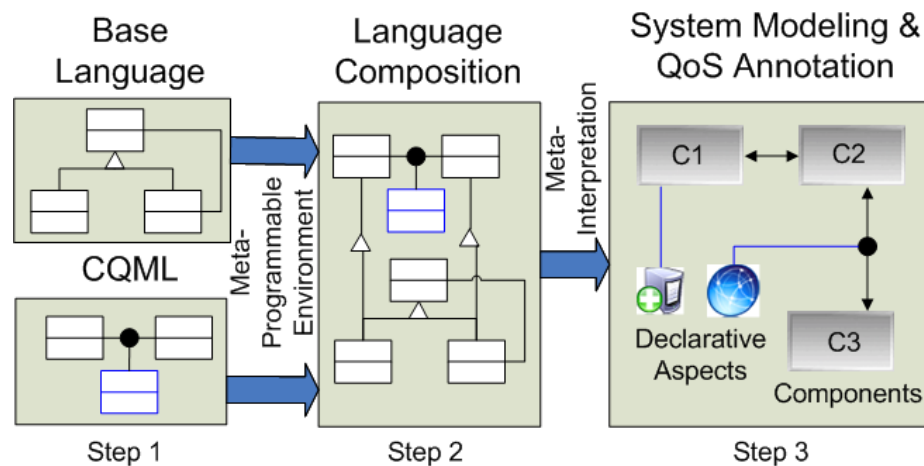 Base
Language
Language
Composition
System Modeling &
QoS Annotation
Meta-
Programmable
Environment
Meta-
Interpretation
C1
C2
CQML
C3
Declarative
Aspects
Components
Step 1
Step 2
Step 3